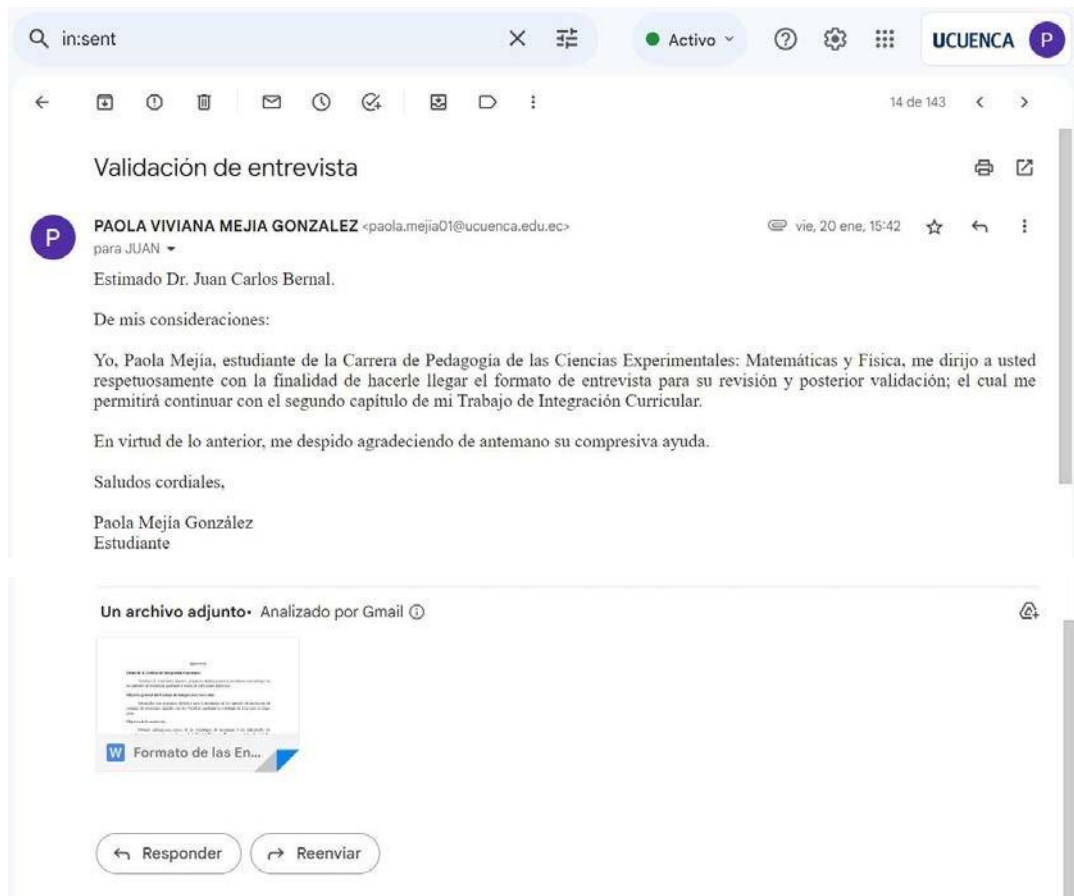 in:sent
Activo
UCUENCA
P
14 de 143
Validación de entrevista
P
PAOLA VIVIANA MEJIA GONZALEZ <paola.mejia01@ucuenca.edu.ec>
vie, 20 ene, 15:42
para JUAN
Estimado Dr. Juan Carlos Bernal.
De mis consideraciones:
Yo, Paola Mejía, estudiante de la Carrera de Pedagogía de las Ciencias Experimentales: Matemáticas y Física, me dirijo a usted
respetuosamente con la finalidad de hacerle llegar el formato de entrevista para su revisión y posterior validación; el cual me
permitirá continuar con el segundo capítulo de mi Trabajo de Integración Curricular.
En virtud de lo anterior, me despido agradeciendo de antemano su compresiva ayuda.
Saludos cordiales,
Paola Mejía González
Estudiante
Un archivo adjunto• Analizado por Gmail
W Formato de las En...
Responder
Reenviar